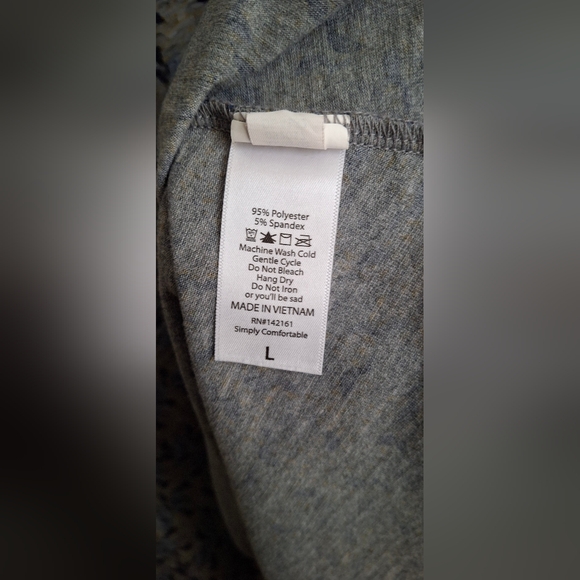 95% Polyester
5% Spandex
Machine Wash Cold
Gentle Cycle
Do Not Bleach
Hang Dry
Do Not Iron
or you'll be sad
MADE IN VIETNAM
RN#142161
Simply Comfortable
L